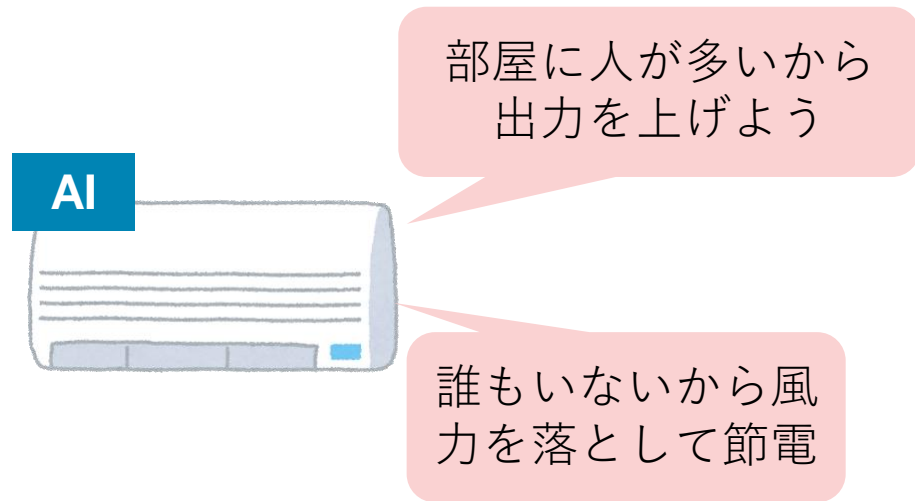 部屋に人が多いから
出力を上げよう
AI
誰もいないから風
力を落として節電